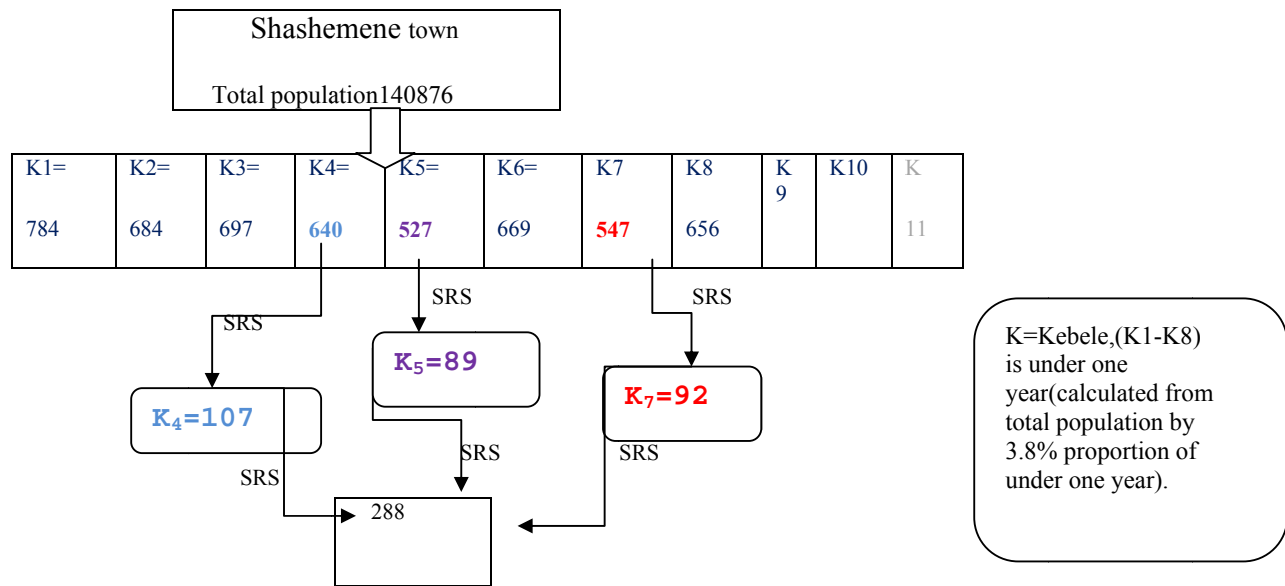 Shashemene town
Total population140876
K1= K2= K3= K4= K5= K6= K7 K8 K 9 K10 K 11
784 684 697 640 527 669 547 656
SRS SRS SRS
K₅=89
K₇=92
K₄=107
SRS SRS SRS
288
K=Kebele,(K1-K8)
is under one
year(calculated from
total population by
3.8% proportion of
under one year).